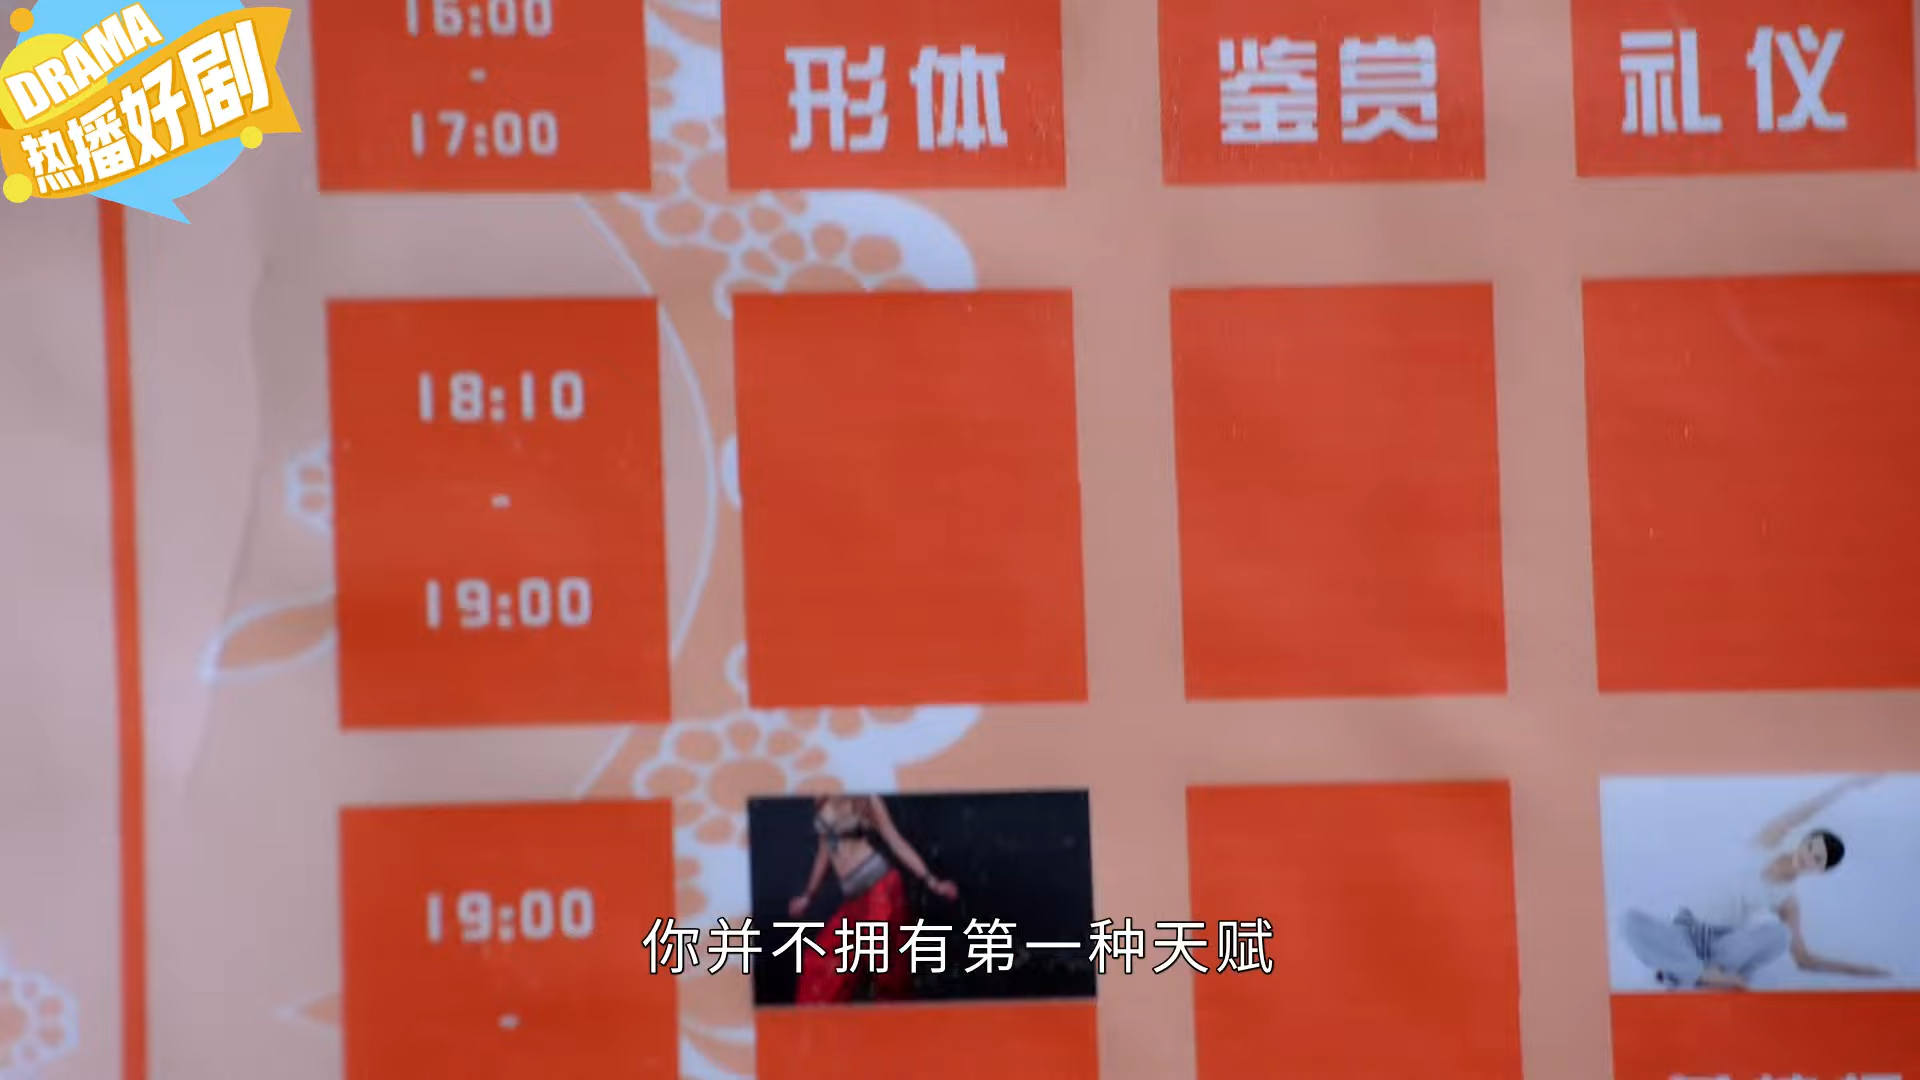 DRAMA
热播好剧
16:00
-
17:00
形体
鉴赏
礼仪
18:10
-
19:00
19:00
-
你并不拥有第一种天赋